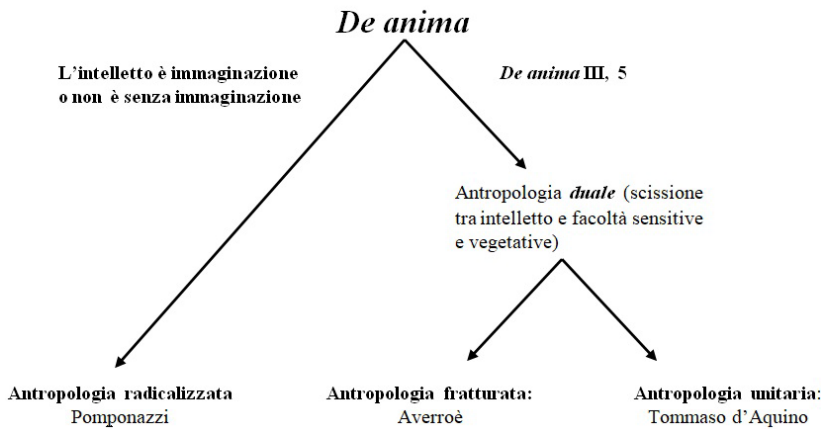 De anima
L'intelletto è immaginazione
o non è senza immaginazione
De anima III, 5
Antropologia duale (scissione
tra intelletto e facoltà sensitive
e vegetative)
Antropologia radicalizzata
Pomponazzi
Antropologia fratturata:
Averroè
Antropologia unitaria:
Tommaso d'Aquino